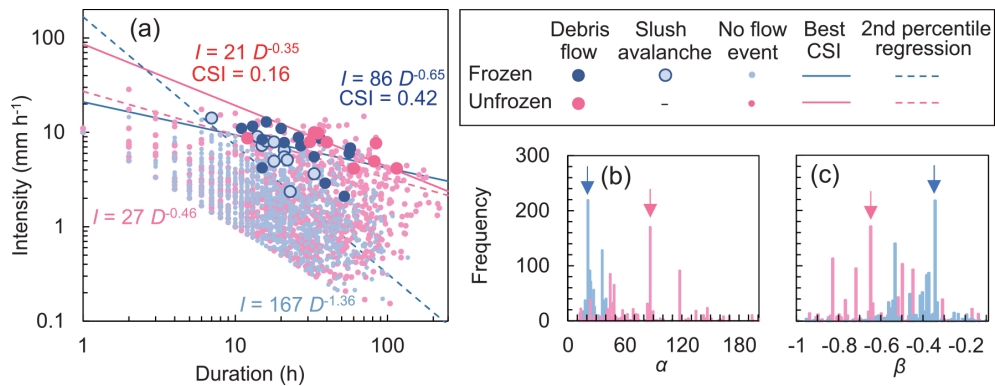 (a)
I = 21 D-0.35
CSI = 0.16
I = 86 D-0.65
CSI = 0.42
I = 27 D-0.46
I = 167 D-1.36
100
10
1
0.1
Intensity (mm h-1)
1
10
100
Duration (h)
Debris flow
Slush avalanche
No flow event
Best CSI
2nd percentile regression
Frozen
Unfrozen
–
(b)
300
200
100
0
Frequency
0
60
120
180
α
(c)
-1
-0.8
-0.6
-0.4
-0.2
β